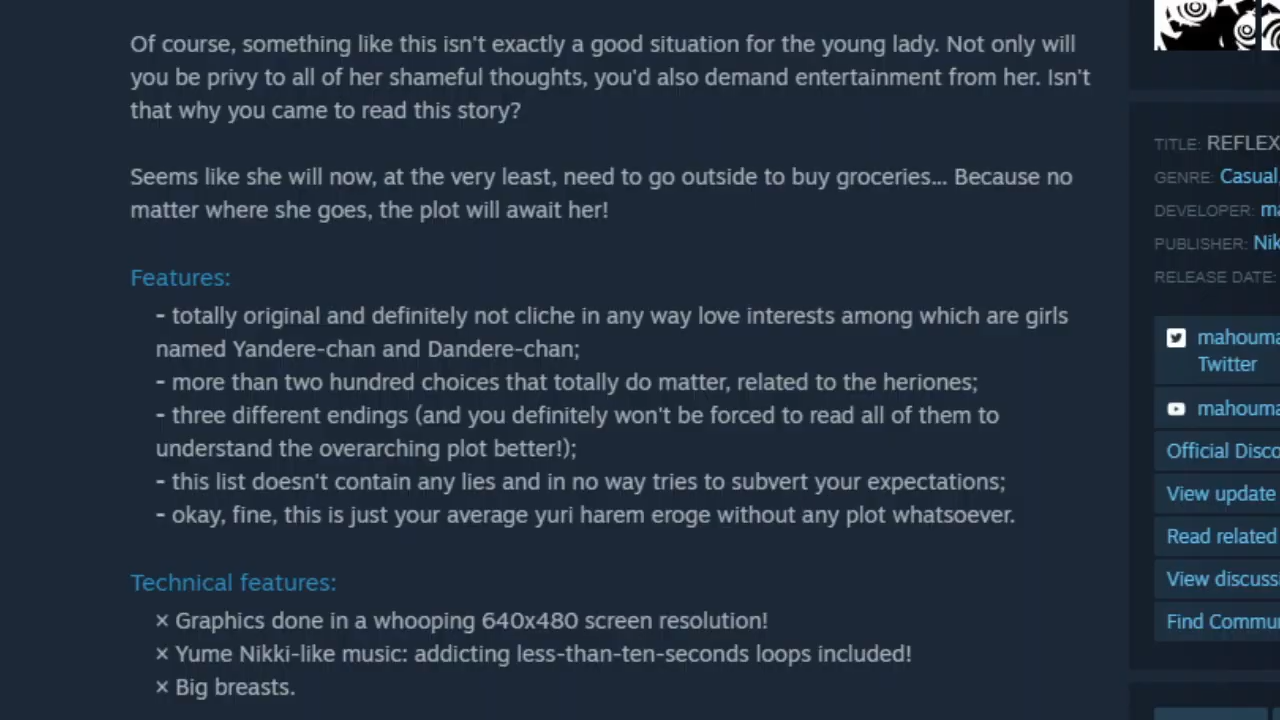 Of course, something like this isn't exactly a good situation for the young lady. Not only will
you be privy to all of her shameful thoughts, you'd also demand entertainment from her. Isn't
that why you came to read this story?
Seems like she will now, at the very least, need to go outside to buy groceries... Because no
matter where she goes, the plot will await her!
Features:
- totally original and definitely not cliche in any way love interests among which are girls
named Yandere-chan and Dandere-chan;
- more than two hundred choices that totally do matter, related to the heriones;
- three different endings (and you definitely won't be forced to read all of them to
understand the overarching plot better!);
- this list doesn't contain any lies and in no way tries to subvert your expectations;
- okay, fine, this is just your average yuri harem eroge without any plot whatsoever.
Technical features:
× Graphics done in a whooping 640x480 screen resolution!
× Yume Nikki-like music: addicting less-than-ten-seconds loops included!
× Big breasts.
TITLE: REFLEX
GENRE: Casual,
DEVELOPER: ma
PUBLISHER: Nik
RELEASE DATE:
mahouma
Twitter
mahouma
Official Disco
View update
Read related
View discuss
Find Commu